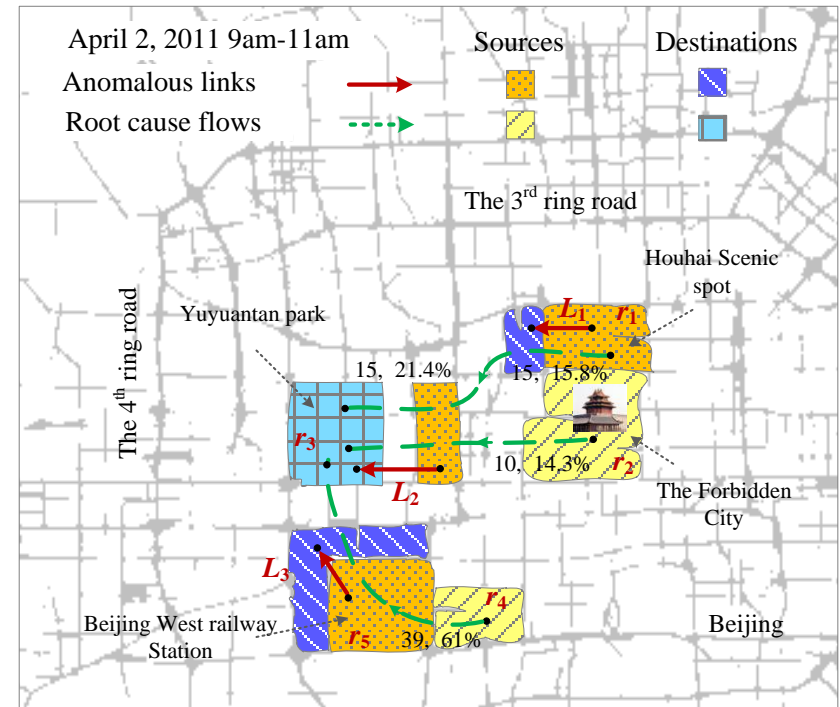 April 2, 2011 9am-11am
Sources
Destinations
Anomalous links
Root cause flows
The 3rd ring road
Houhai Scenic
spot
Yuyuantan park
The 4th ring road
L1
r1
15, 21.4%
15, 15.8%
r3
r2
10, 14,3%
L2
The Forbidden
City
L3
r4
Beijing West railway
Station
r5
39, 61%
Beijing